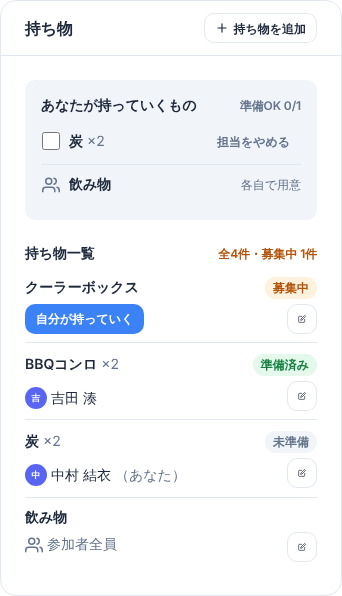 持ち物
＋ 持ち物を追加
あなたが持っていくもの 準備OK 0/1
炭 ×2 担当をやめる
飲み物 各自で用意
持ち物一覧 全4件・募集中 1件
クーラーボックス 募集中
自分が持っていく
BBQコンロ ×2 準備済み
吉 吉田 湊
炭 ×2 未準備
中 中村 結衣 （あなた）
飲み物
参加者全員